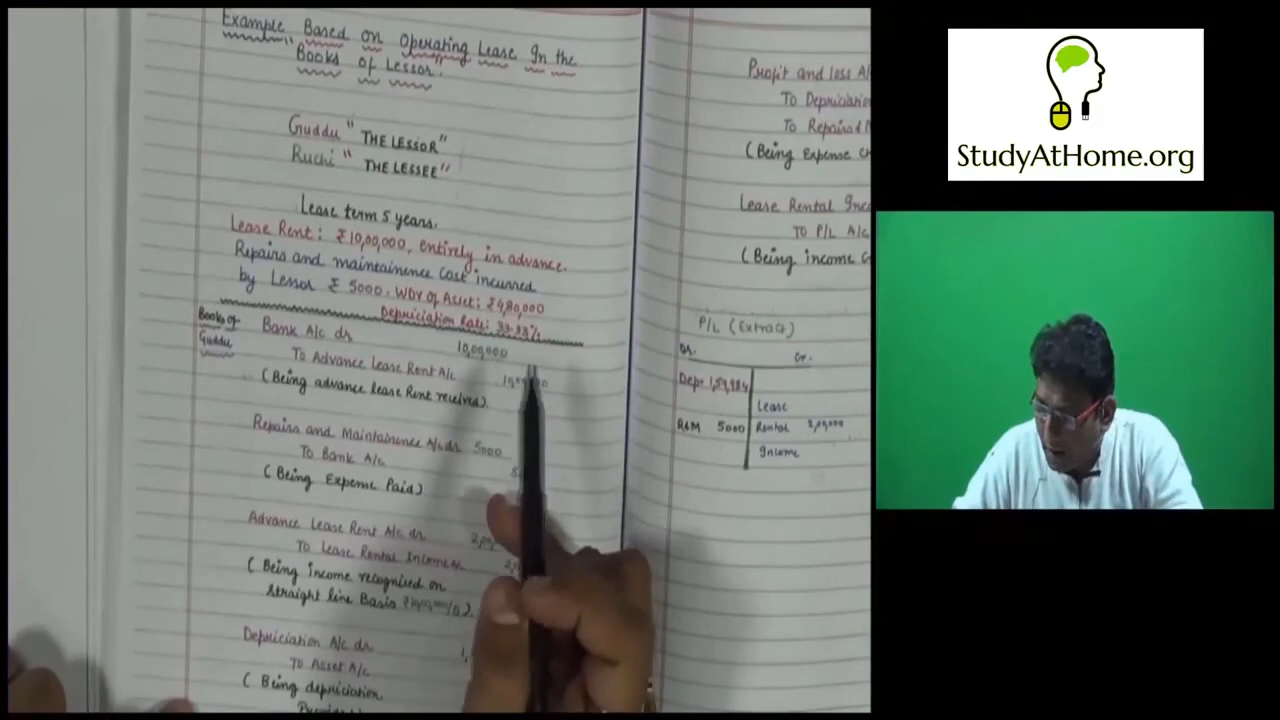 Example Based on Operating Lease In the
"Books of Lessor".
Guddu "THE LESSOR"
Ruchi "THE LESSEE"
Lease term 5 years.
Lease Rent: ₹10,00,000, entirely in advance.
Repairs and maintainence cost incurred
by Lessor ₹ 5000. WDV of Asset: ₹4,80,000
Depriciation Rate: 33.33%
Books of
Guddu
Bank A/c dr 10,00,000
To Advance Lease Rent A/c
(Being advance lease Rent received).
Repairs and Maintainence A/c dr 5000
To Bank A/c
(Being Expense Paid)
Advance Lease Rent A/c dr
To Lease Rental Income A/c
(Being income recognised on
straight line Basis ₹10,00,000/5).
Depriciation A/c dr
To Asset A/c
(Being depriciation
Profit and loss A/
To Depriciation
To Repairs &
(Being Expense
Lease Rental Inc
TO P/L A/c
(Being income
P/L (Extract)
Dr. Cr.
Dep: 1,59,984
Lease
R&M 5000 Rental 2,00,000
Income
StudyAtHome.org